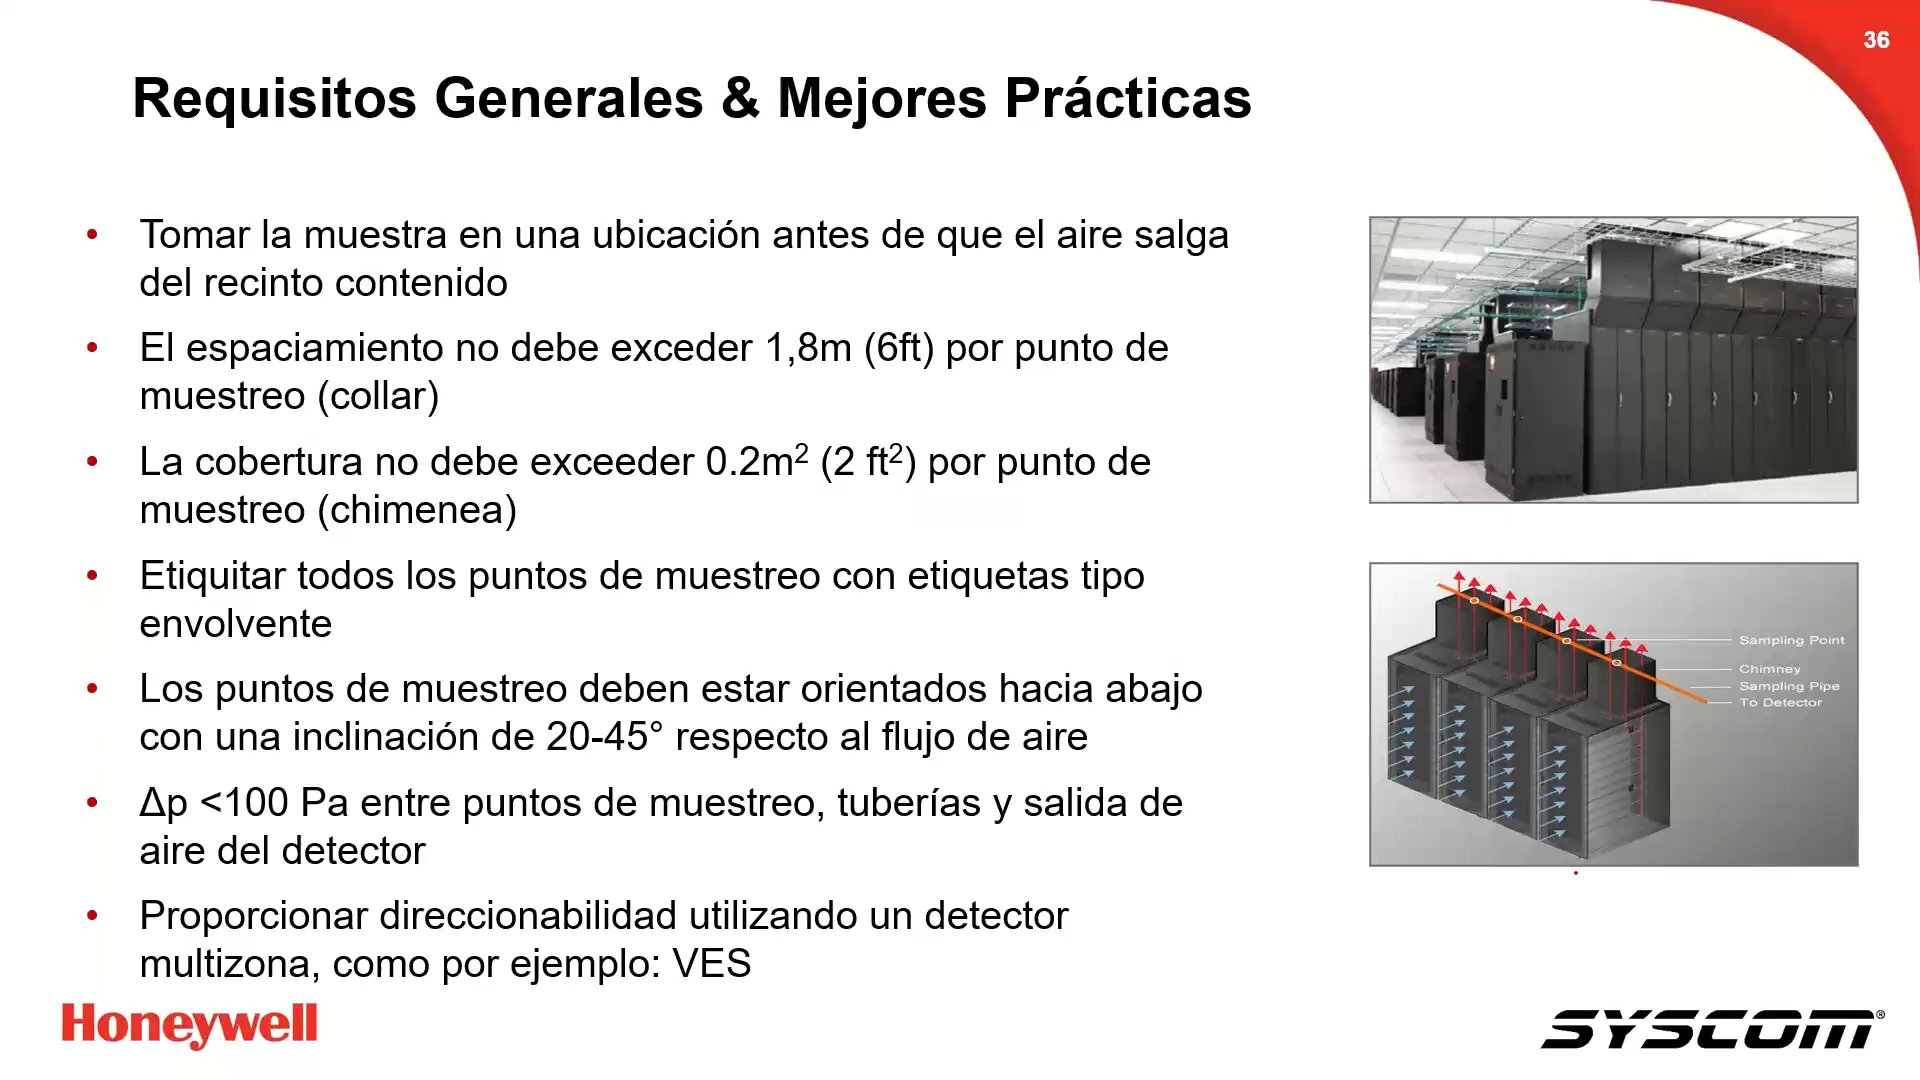 36
Requisitos Generales & Mejores Prácticas
• Tomar la muestra en una ubicación antes de que el aire salga
del recinto contenido
• El espaciamiento no debe exceder 1,8m (6ft) por punto de
muestreo (collar)
• La cobertura no debe exceeder 0.2m² (2 ft²) por punto de
muestreo (chimenea)
• Etiquitar todos los puntos de muestreo con etiquetas tipo
envolvente
• Los puntos de muestreo deben estar orientados hacia abajo
con una inclinación de 20-45° respecto al flujo de aire
• Δp <100 Pa entre puntos de muestreo, tuberías y salida de
aire del detector
• Proporcionar direccionabilidad utilizando un detector
multizona, como por ejemplo: VES
Sampling Point
Chimney
Sampling Pipe
To Detector
Honeywell
SYSCOM®